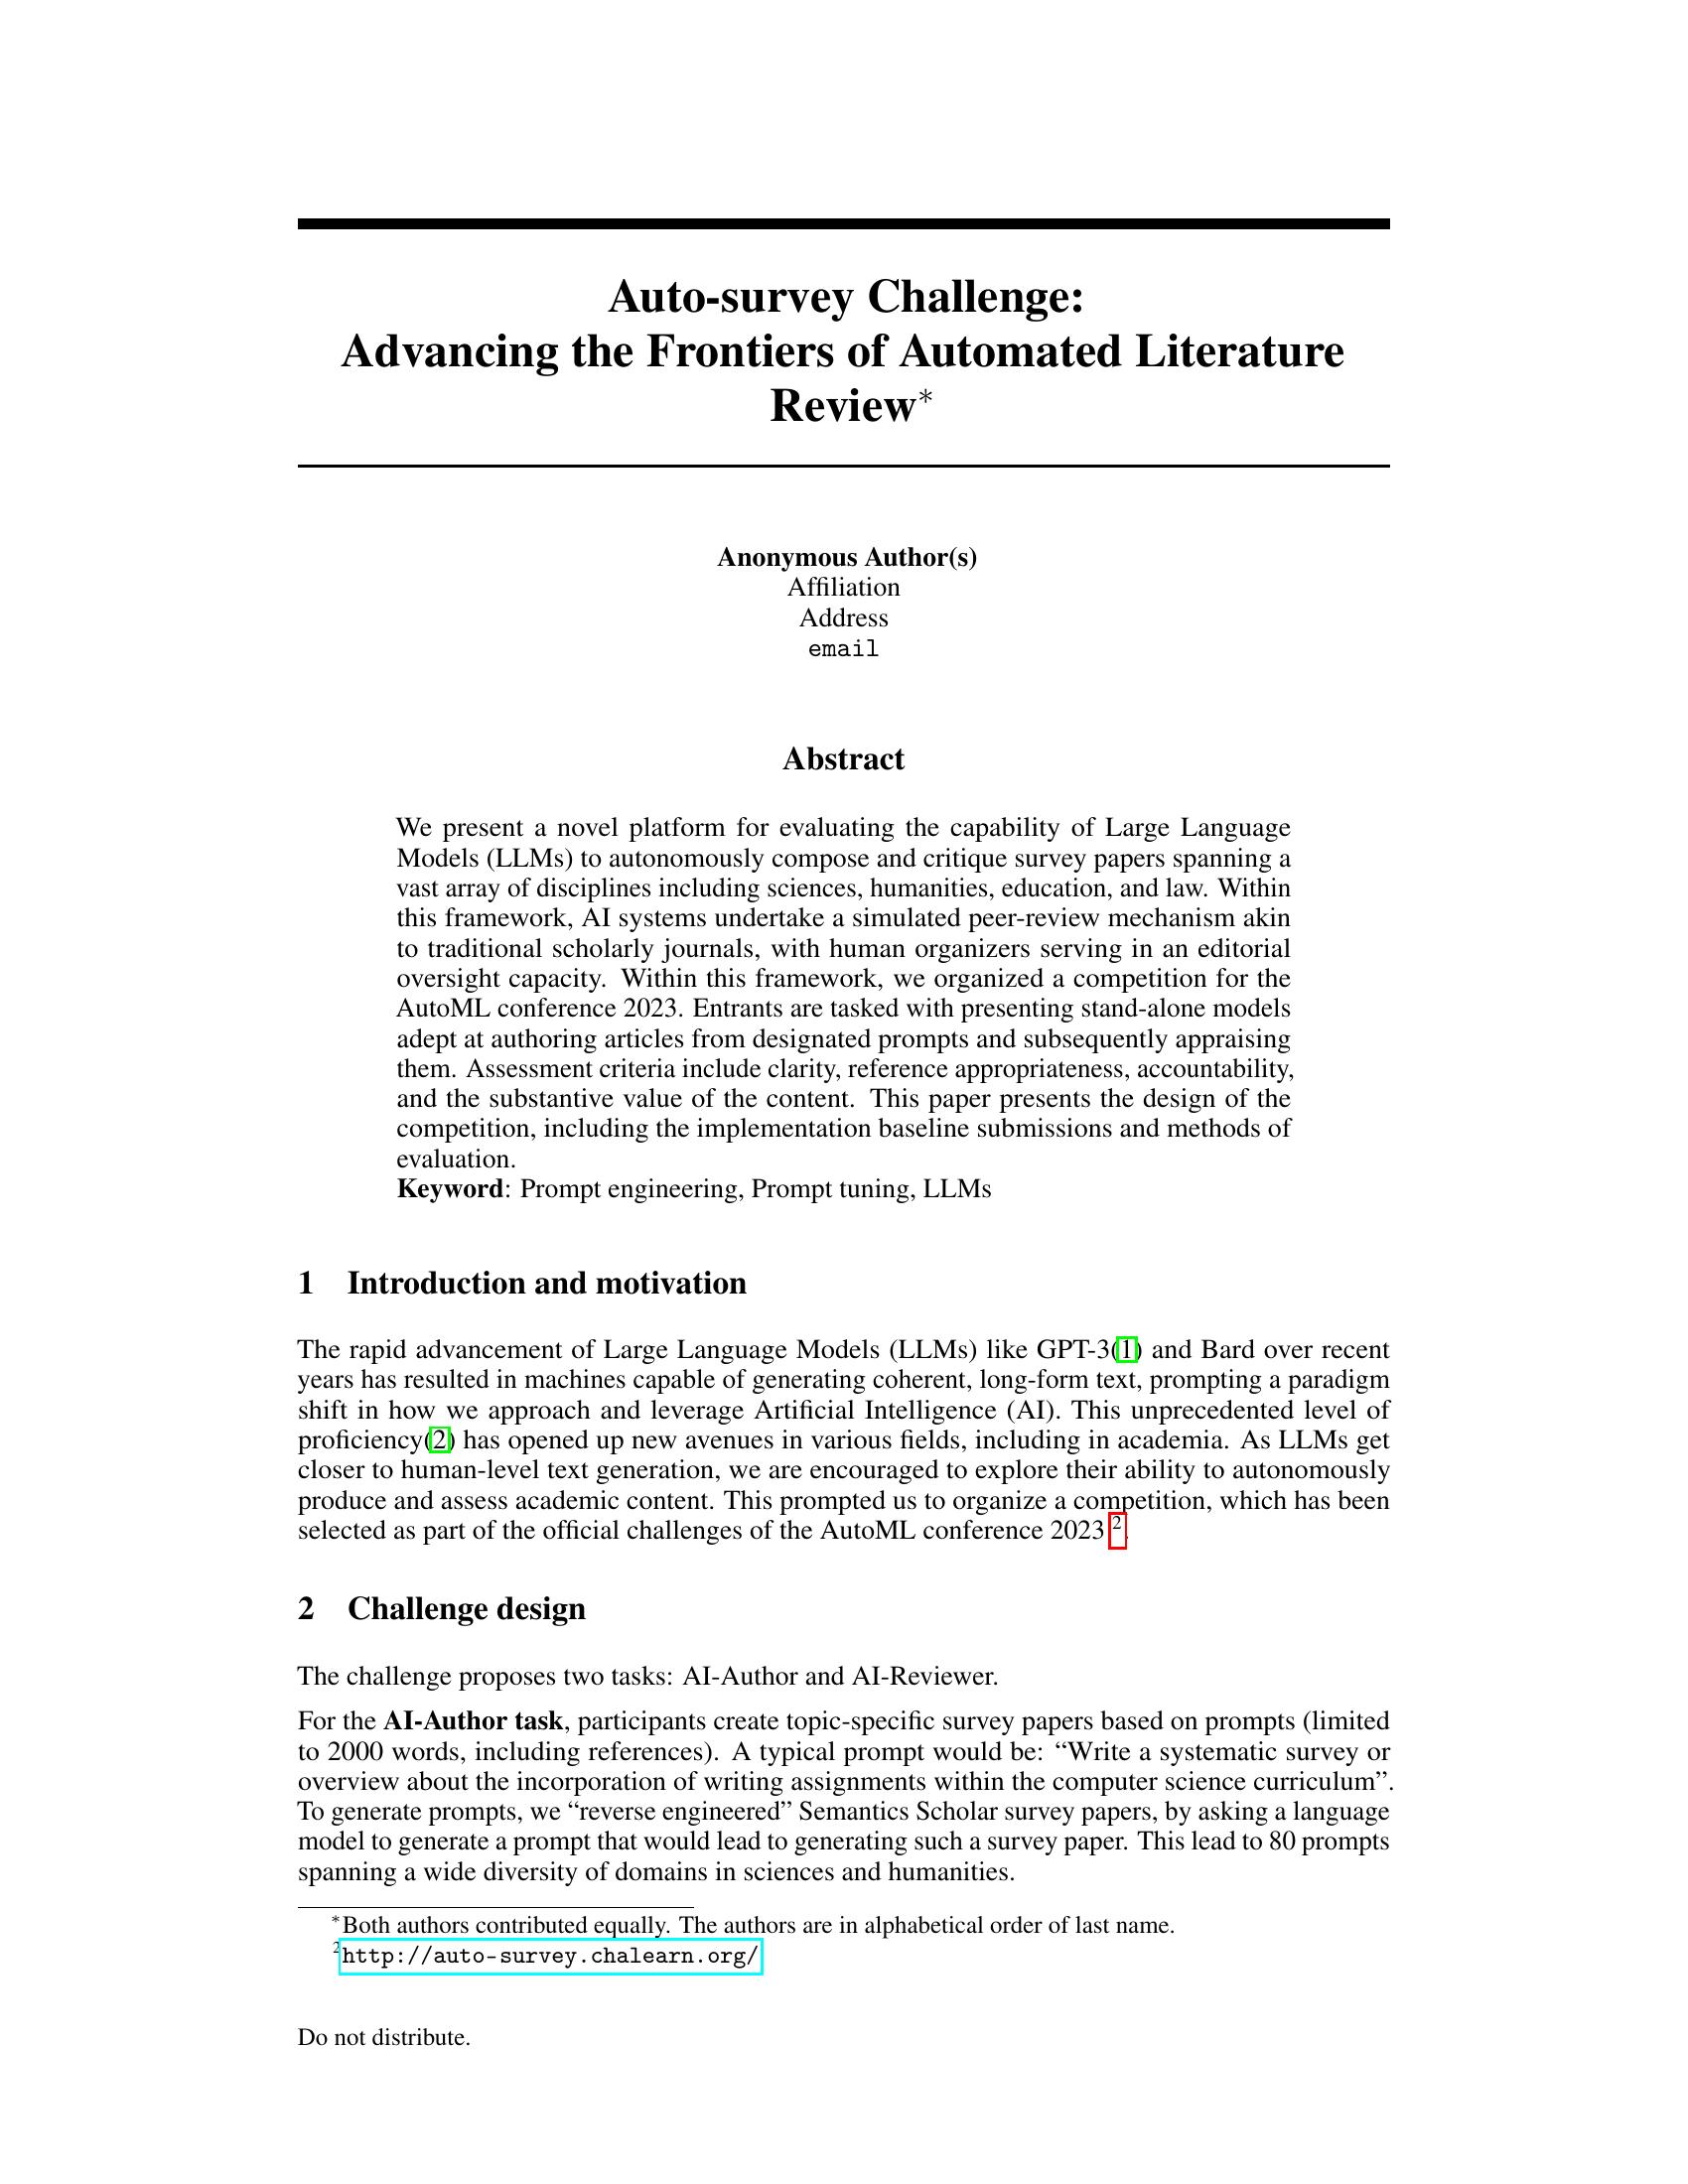 Auto-survey Challenge:
Advancing the Frontiers of Automated Literature
Review*
Anonymous Author(s)
Affiliation
Address
email
Abstract
We present a novel platform for evaluating the capability of Large Language
Models (LLMs) to autonomously compose and critique survey papers spanning a
vast array of disciplines including sciences, humanities, education, and law. Within
this framework, AI systems undertake a simulated peer-review mechanism akin
to traditional scholarly journals, with human organizers serving in an editorial
oversight capacity. Within this framework, we organized a competition for the
AutoML conference 2023. Entrants are tasked with presenting stand-alone models
adept at authoring articles from designated prompts and subsequently appraising
them. Assessment criteria include clarity, reference appropriateness, accountability,
and the substantive value of the content. This paper presents the design of the
competition, including the implementation baseline submissions and methods of
evaluation.
Keyword: Prompt engineering, Prompt tuning, LLMs
1 Introduction and motivation
The rapid advancement of Large Language Models (LLMs) like GPT-3(1) and Bard over recent
years has resulted in machines capable of generating coherent, long-form text, prompting a paradigm
shift in how we approach and leverage Artificial Intelligence (AI). This unprecedented level of
proficiency(2) has opened up new avenues in various fields, including in academia. As LLMs get
closer to human-level text generation, we are encouraged to explore their ability to autonomously
produce and assess academic content. This prompted us to organize a competition, which has been
selected as part of the official challenges of the AutoML conference 2023 2.
2 Challenge design
The challenge proposes two tasks: AI-Author and AI-Reviewer.
For the AI-Author task, participants create topic-specific survey papers based on prompts (limited
to 2000 words, including references). A typical prompt would be: “Write a systematic survey or
overview about the incorporation of writing assignments within the computer science curriculum”.
To generate prompts, we “reverse engineered” Semantics Scholar survey papers, by asking a language
model to generate a prompt that would lead to generating such a survey paper. This lead to 80 prompts
spanning a wide diversity of domains in sciences and humanities.
*Both authors contributed equally. The authors are in alphabetical order of last name.
2http://auto-survey.chalearn.org/
Do not distribute.